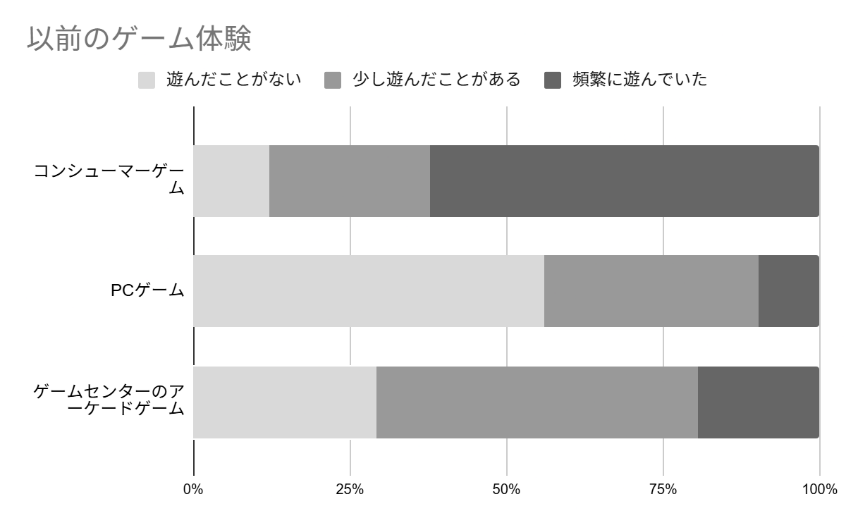 以前のゲーム体験
遊んだことがない 少し遊んだことがある 頻繁に遊んでいた
コンシューマーゲー
ム
PCゲーム
ゲームセンターのア
ーケードゲーム
0% 25% 50% 75% 100%